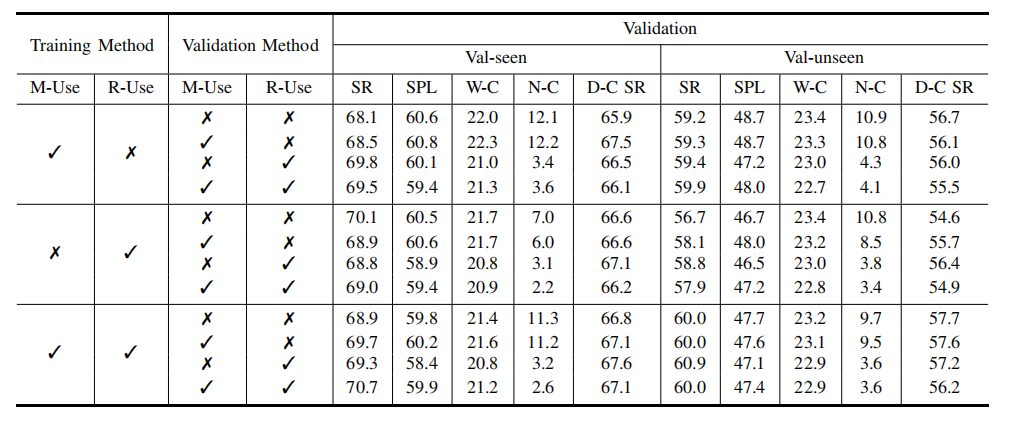 Training Method Validation Method Validation
Val-seen Val-unseen
M-Use R-Use M-Use R-Use SR SPL W-C N-C D-C SR SR SPL W-C N-C D-C SR
✓ ✗ ✗ ✗ 68.1 60.6 22.0 12.1 65.9 59.2 48.7 23.4 10.9 56.7
✓ ✗ 68.5 60.8 22.3 12.2 67.5 59.3 48.7 23.3 10.8 56.1
✗ ✓ 69.8 60.1 21.0 3.4 66.5 59.4 47.2 23.0 4.3 56.0
✓ ✓ 69.5 59.4 21.3 3.6 66.1 59.9 48.0 22.7 4.1 55.5
✗ ✓ ✗ ✗ 70.1 60.5 21.7 7.0 66.6 56.7 46.7 23.4 10.8 54.6
✓ ✗ 68.9 60.6 21.7 6.0 66.6 58.1 48.0 23.2 8.5 55.7
✗ ✓ 68.8 58.9 20.8 3.1 67.1 58.8 46.5 23.0 3.8 56.4
✓ ✓ 69.0 59.4 20.9 2.2 66.2 57.9 47.2 22.8 3.4 54.9
✓ ✓ ✗ ✗ 68.9 59.8 21.4 11.3 66.8 60.0 47.7 23.2 9.7 57.7
✓ ✗ 69.7 60.2 21.6 11.2 67.1 60.0 47.6 23.1 9.5 57.6
✗ ✓ 69.3 58.4 20.8 3.2 67.6 60.9 47.1 22.9 3.6 57.2
✓ ✓ 70.7 59.9 21.2 2.6 67.1 60.0 47.4 22.9 3.6 56.2